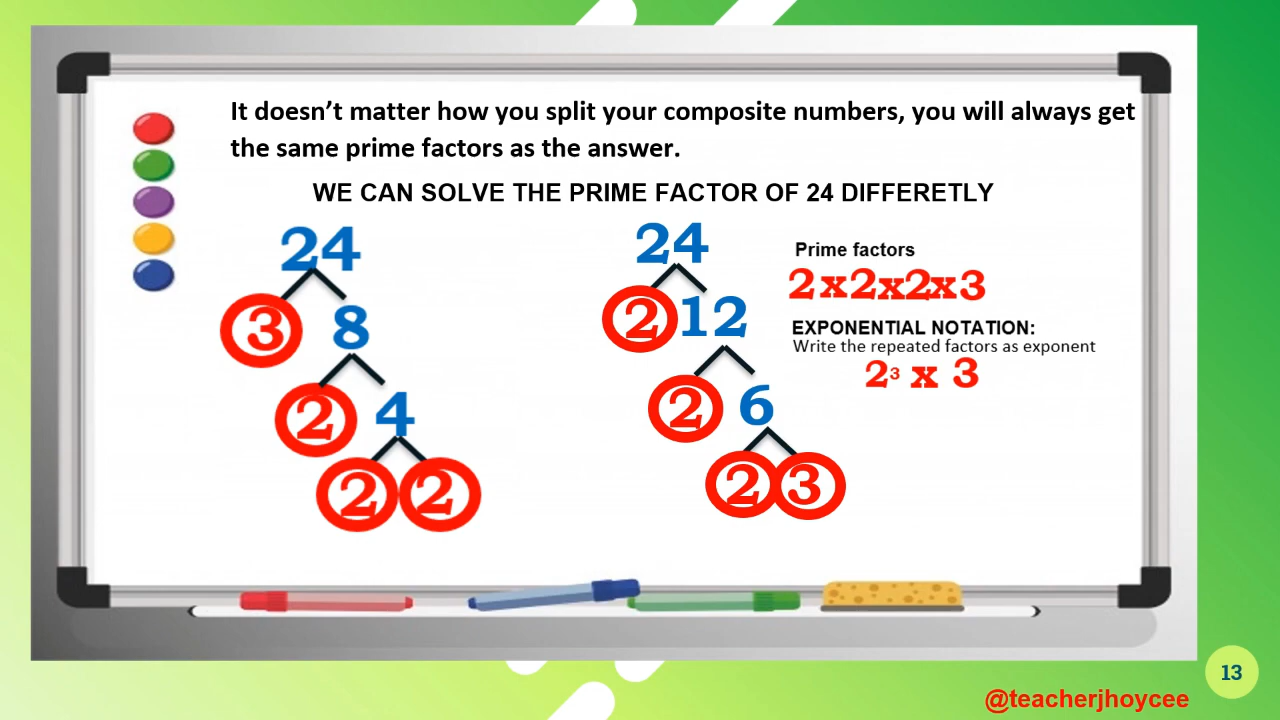 It doesn't matter how you split your composite numbers, you will always get
the same prime factors as the answer.
WE CAN SOLVE THE PRIME FACTOR OF 24 DIFFERETLY
24
3 8
2 4
2 2
24
2 12
2 6
2 3
Prime factors
2x2x2x3
EXPONENTIAL NOTATION:
Write the repeated factors as exponent
2³ x 3
13
@teacherjhoycee